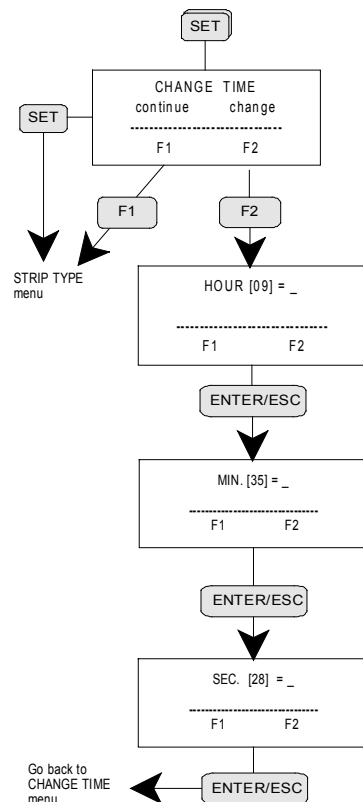 SET
CHANGE TIME
continue change
SET
F1 F2
F1 F2
STRIP TYPE
menu
HOUR [09] = _
F1 F2
ENTER/ESC
MIN. [35] = _
F1 F2
ENTER/ESC
SEC. [28] = _
F1 F2
Go back to
CHANGE TIME
menu
ENTER/ESC